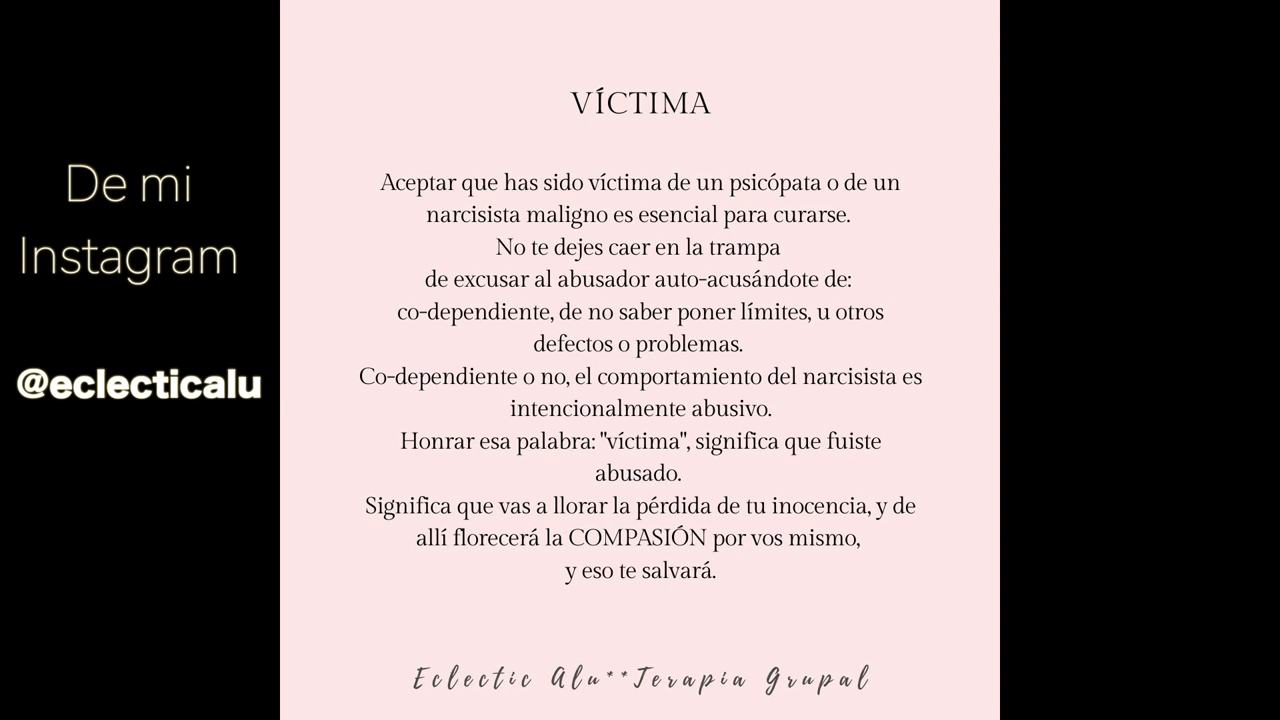 De mi
Instagram
@eclecticalu
VÍCTIMA
Aceptar que has sido víctima de un psicópata o de un
narcisista maligno es esencial para curarse.
No te dejes caer en la trampa
de excusar al abusador auto-acusándote de:
co-dependiente, de no saber poner límites, u otros
defectos o problemas.
Co-dependiente o no, el comportamiento del narcisista es
intencionalmente abusivo.
Honrar esa palabra: "víctima", significa que fuiste
abusado.
Significa que vas a llorar la pérdida de tu inocencia, y de
allí florecerá la COMPASIÓN por vos mismo,
y eso te salvará.
Eclectic Alu**Terapia Grupal